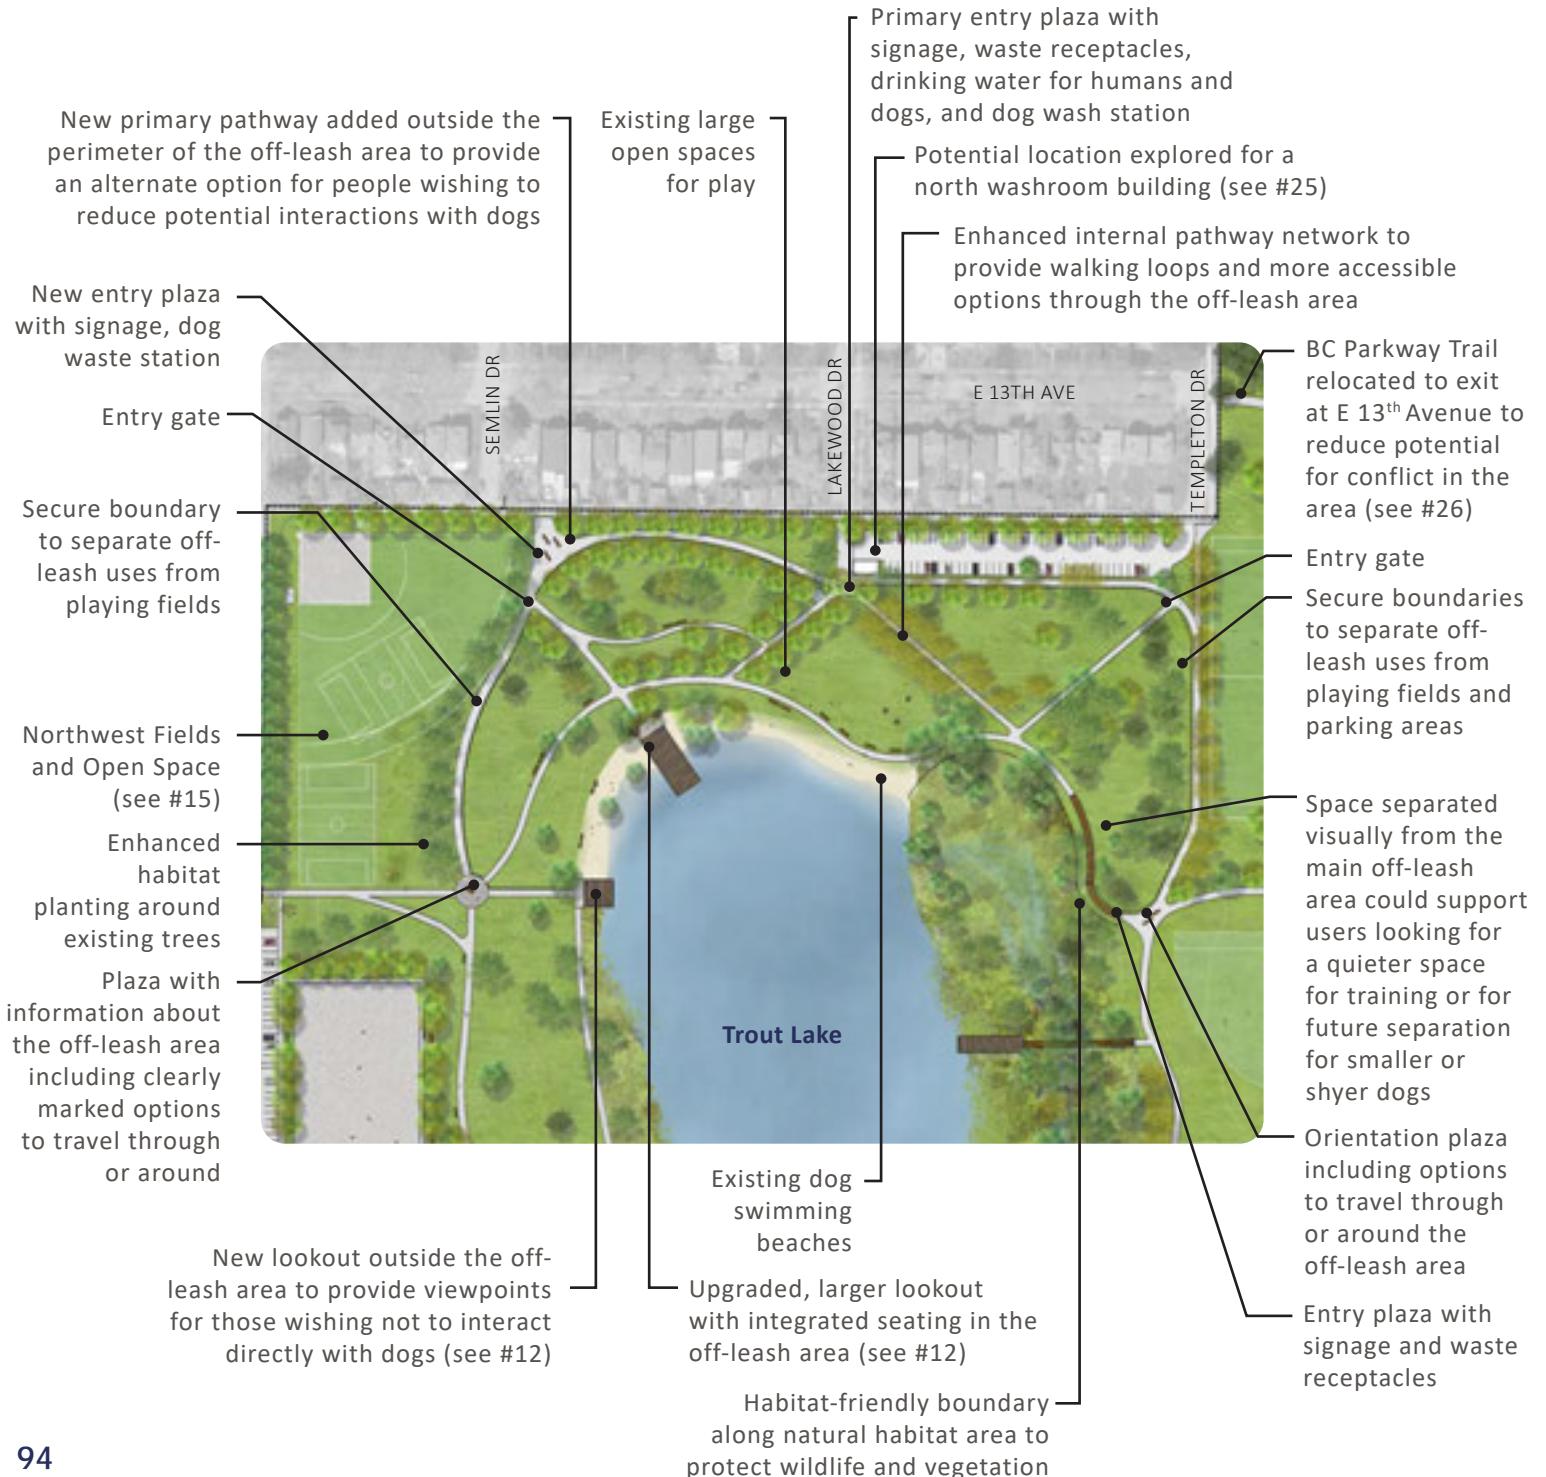 Primary entry plaza with
signage, waste receptacles,
drinking water for humans and
dogs, and dog wash station
New primary pathway added outside the
perimeter of the off-leash area to provide
an alternate option for people wishing to
reduce potential interactions with dogs
Existing large
open spaces
for play
Potential location explored for a
north washroom building (see #25)
Enhanced internal pathway network to
provide walking loops and more accessible
options through the off-leash area
New entry plaza
with signage, dog
waste station
Entry gate
Secure boundary
to separate off-
leash uses from
playing fields
Northwest Fields
and Open Space
(see #15)
Enhanced
habitat
planting around
existing trees
Plaza with
information about
the off-leash area
including clearly
marked options
to travel through
or around
SEMLIN DR
LAKEWOOD DR
E 13TH AVE
TEMPLETON DR
Trout Lake
BC Parkway Trail
relocated to exit
at E 13th Avenue to
reduce potential
for conflict in the
area (see #26)
Entry gate
Secure boundaries
to separate off-
leash uses from
playing fields and
parking areas
Space separated
visually from the
main off-leash
area could support
users looking for
a quieter space
for training or for
future separation
for smaller or
shyer dogs
Orientation plaza
including options
to travel through
or around the
off-leash area
Entry plaza with
signage and waste
receptacles
Existing dog
swimming
beaches
New lookout outside the off-
leash area to provide viewpoints
for those wishing not to interact
directly with dogs (see #12)
Upgraded, larger lookout
with integrated seating in the
off-leash area (see #12)
Habitat-friendly boundary
along natural habitat area to
protect wildlife and vegetation
94